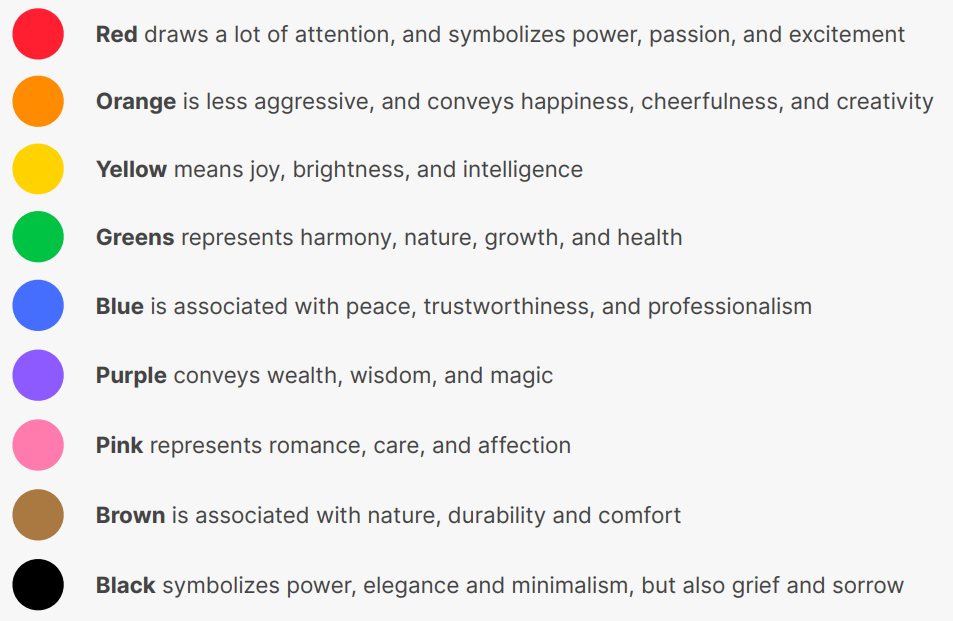 Red draws a lot of attention, and symbolizes power, passion, and excitement
Orange is less aggressive, and conveys happiness, cheerfulness, and creativity
Yellow means joy, brightness, and intelligence
Greens represents harmony, nature, growth, and health
Blue is associated with peace, trustworthiness, and professionalism
Purple conveys wealth, wisdom, and magic
Pink represents romance, care, and affection
Brown is associated with nature, durability and comfort
Black symbolizes power, elegance and minimalism, but also grief and sorrow